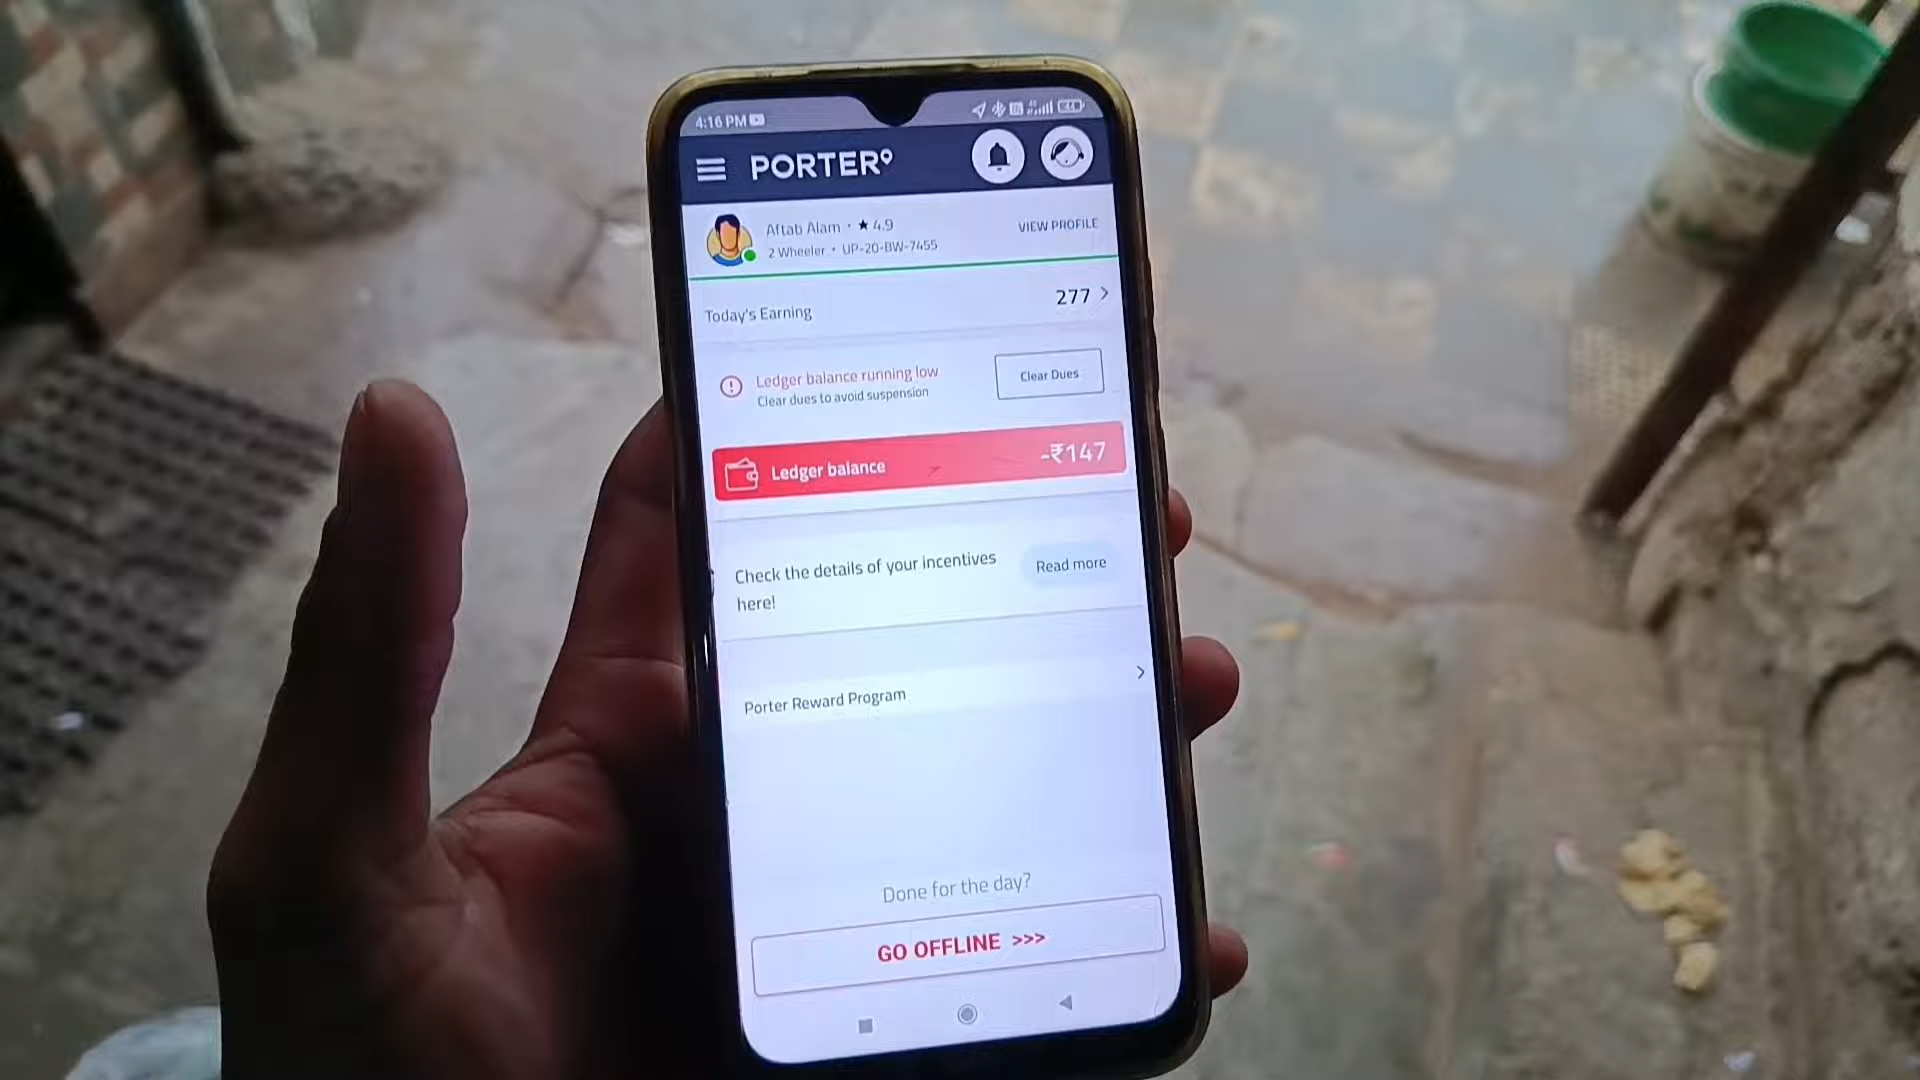 4:16 PM
PORTER
Aftab Alam · ★ 4.9
VIEW PROFILE
2 Wheeler • UP-20-BW-7455
Today's Earning
277 >
Ledger balance running low
Clear dues to avoid suspension
Clear Dues
Ledger balance
-₹147
Check the details of your incentives
here!
Read more
Porter Reward Program
Done for the day?
GO OFFLINE >>>